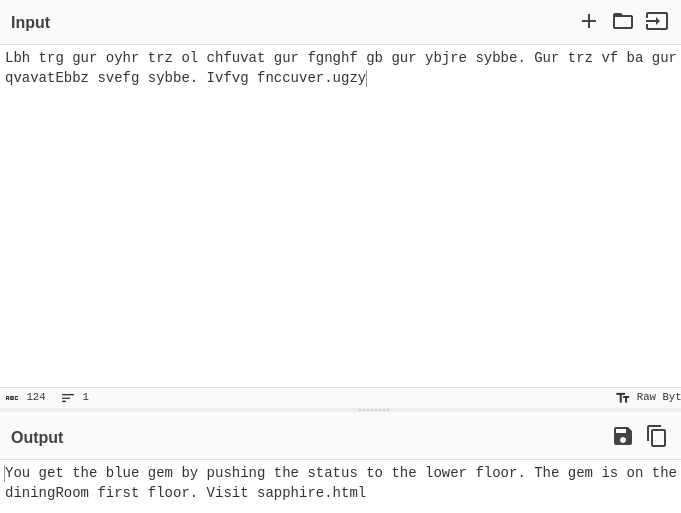 Input
Lbh trg gur oyhr trz ol chfuvat gur fgnghf gb gur ybjre sybbe. Gur trz vf ba gur
qvavatEbbz svefg sybbe. Ivfvg fnccuver.ugzy
ABC 124 1 Tт Raw Byt
Output
You get the blue gem by pushing the status to the lower floor. The gem is on the
diningRoom first floor. Visit sapphire.html